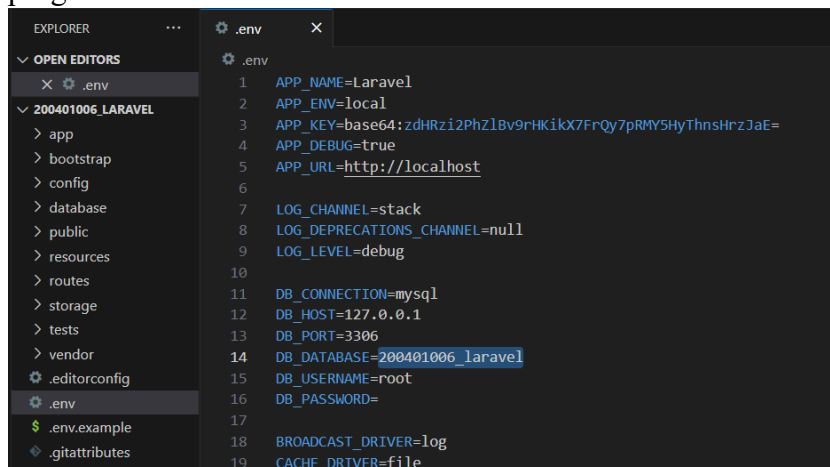 EXPLORER ...
OPEN EDITORS
.env
200401006_LARAVEL
app
bootstrap
config
database
public
resources
routes
storage
tests
vendor
.editorconfig
.env
.env.example
.gitattributes
.env
.env
1 APP_NAME=Laravel
2 APP_ENV=local
3 APP_KEY=base64:zdHRzi2PhZlBv9rHKikX7FrQy7pRMY5HyThnsHrzJaE=
4 APP_DEBUG=true
5 APP_URL=http://localhost
6
7 LOG_CHANNEL=stack
8 LOG_DEPRECATIONS_CHANNEL=null
9 LOG_LEVEL=debug
10
11 DB_CONNECTION=mysql
12 DB_HOST=127.0.0.1
13 DB_PORT=3306
14 DB_DATABASE=200401006_laravel
15 DB_USERNAME=root
16 DB_PASSWORD=
17
18 BROADCAST_DRIVER=log
19 CACHE_DRIVER=file